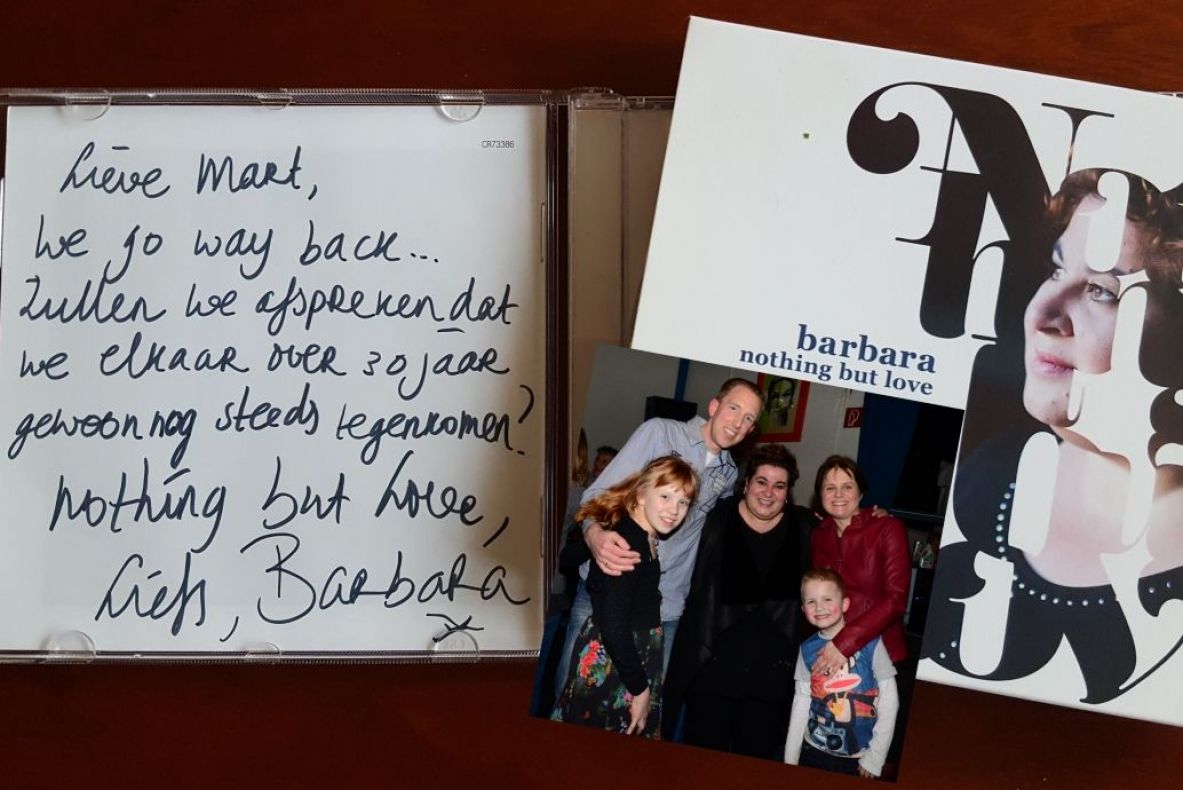 CR73386
Lieve Mart,
We go way back...
Zullen we afspreken dat
we elkaar over 30 jaar
gewoon nog steeds tegenkomen?
Nothing but Love,
Liefs, Barbara
x
barbara
nothing but love